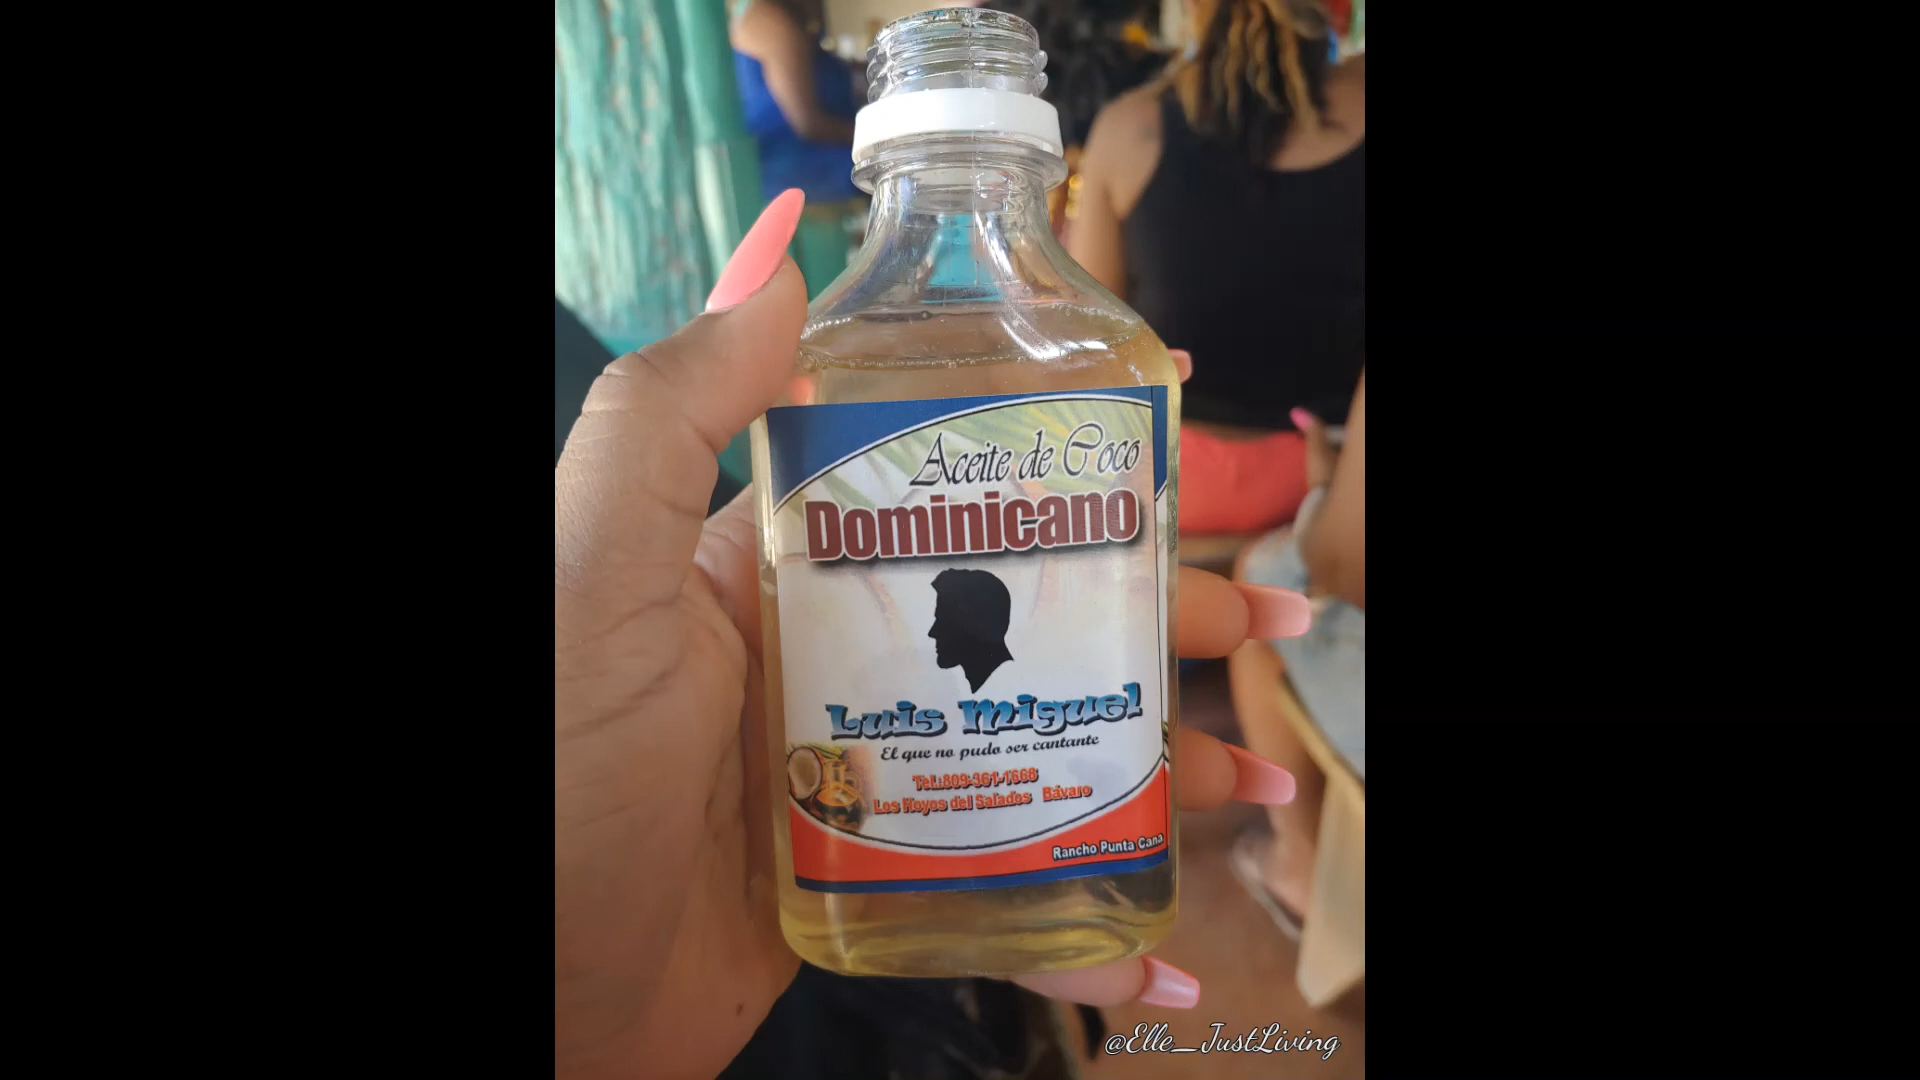 Aceite de Coco
Dominicano
Luis Miguel
El que no pudo ser cantante
Tel.:809-361-1668
Los Hoyos del Salados Bávaro
Rancho Punta Cana
@Elle_JustLiving